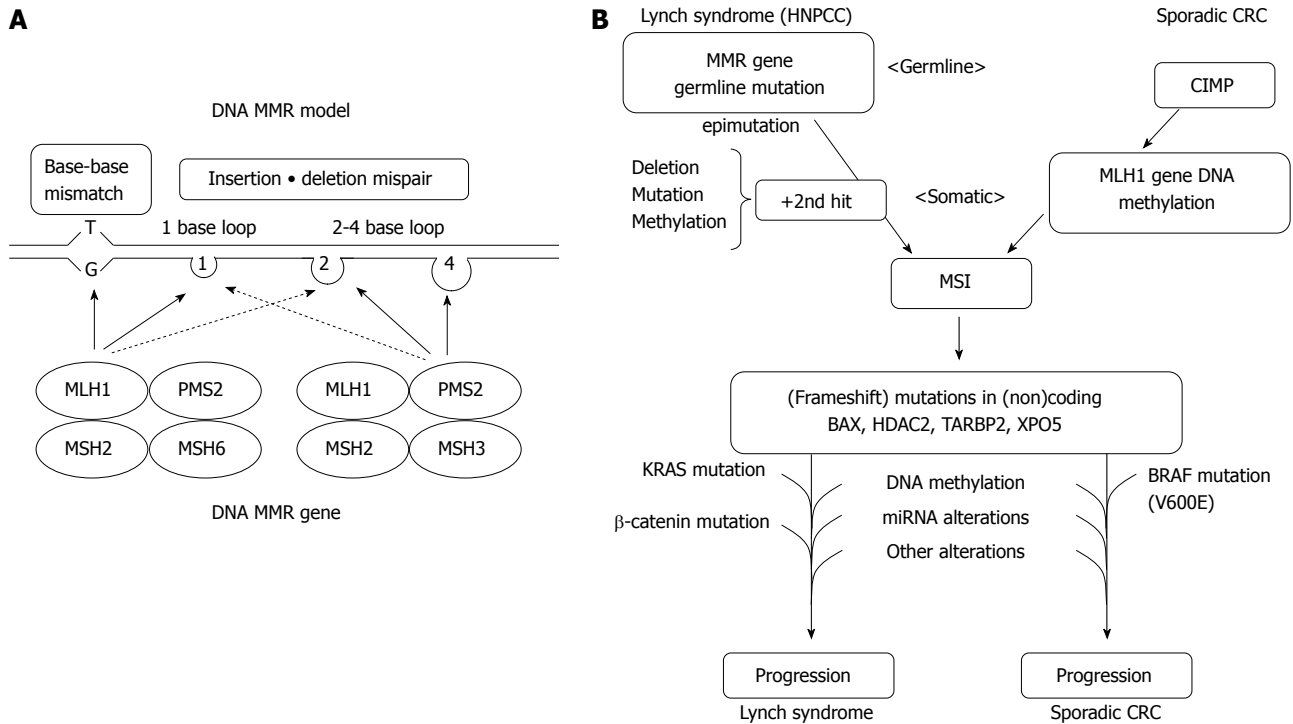 A
DNA MMR model
Base-base
mismatch
Insertion • deletion mispair
T
1 base loop
2-4 base loop
G
1
2
4
MLH1
PMS2
MLH1
PMS2
MSH2
MSH6
MSH2
MSH3
DNA MMR gene
B
Lynch syndrome (HNPCC)
Sporadic CRC
MMR gene
germline mutation
<Germline>
CIMP
epimutation
Deletion
Mutation
Methylation
+2nd hit
<Somatic>
MLH1 gene DNA
methylation
MSI
(Frameshift) mutations in (non)coding
BAX, HDAC2, TARBP2, XPO5
KRAS mutation
β-catenin mutation
DNA methylation
miRNA alterations
Other alterations
BRAF mutation
(V600E)
Progression
Progression
Lynch syndrome
Sporadic CRC